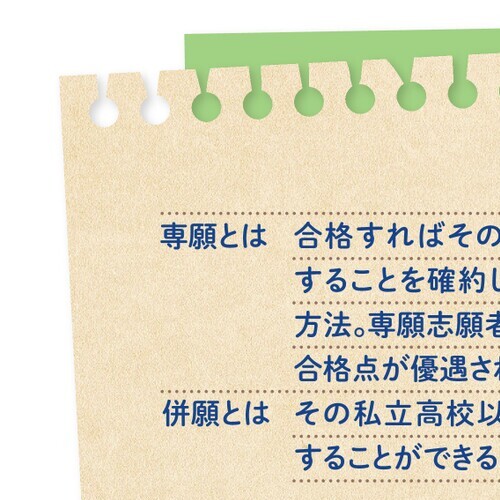 専願とは 合格すればその
することを確約し
方法。専願志願者
合格点が優遇され
併願とは その私立高校以
することができる